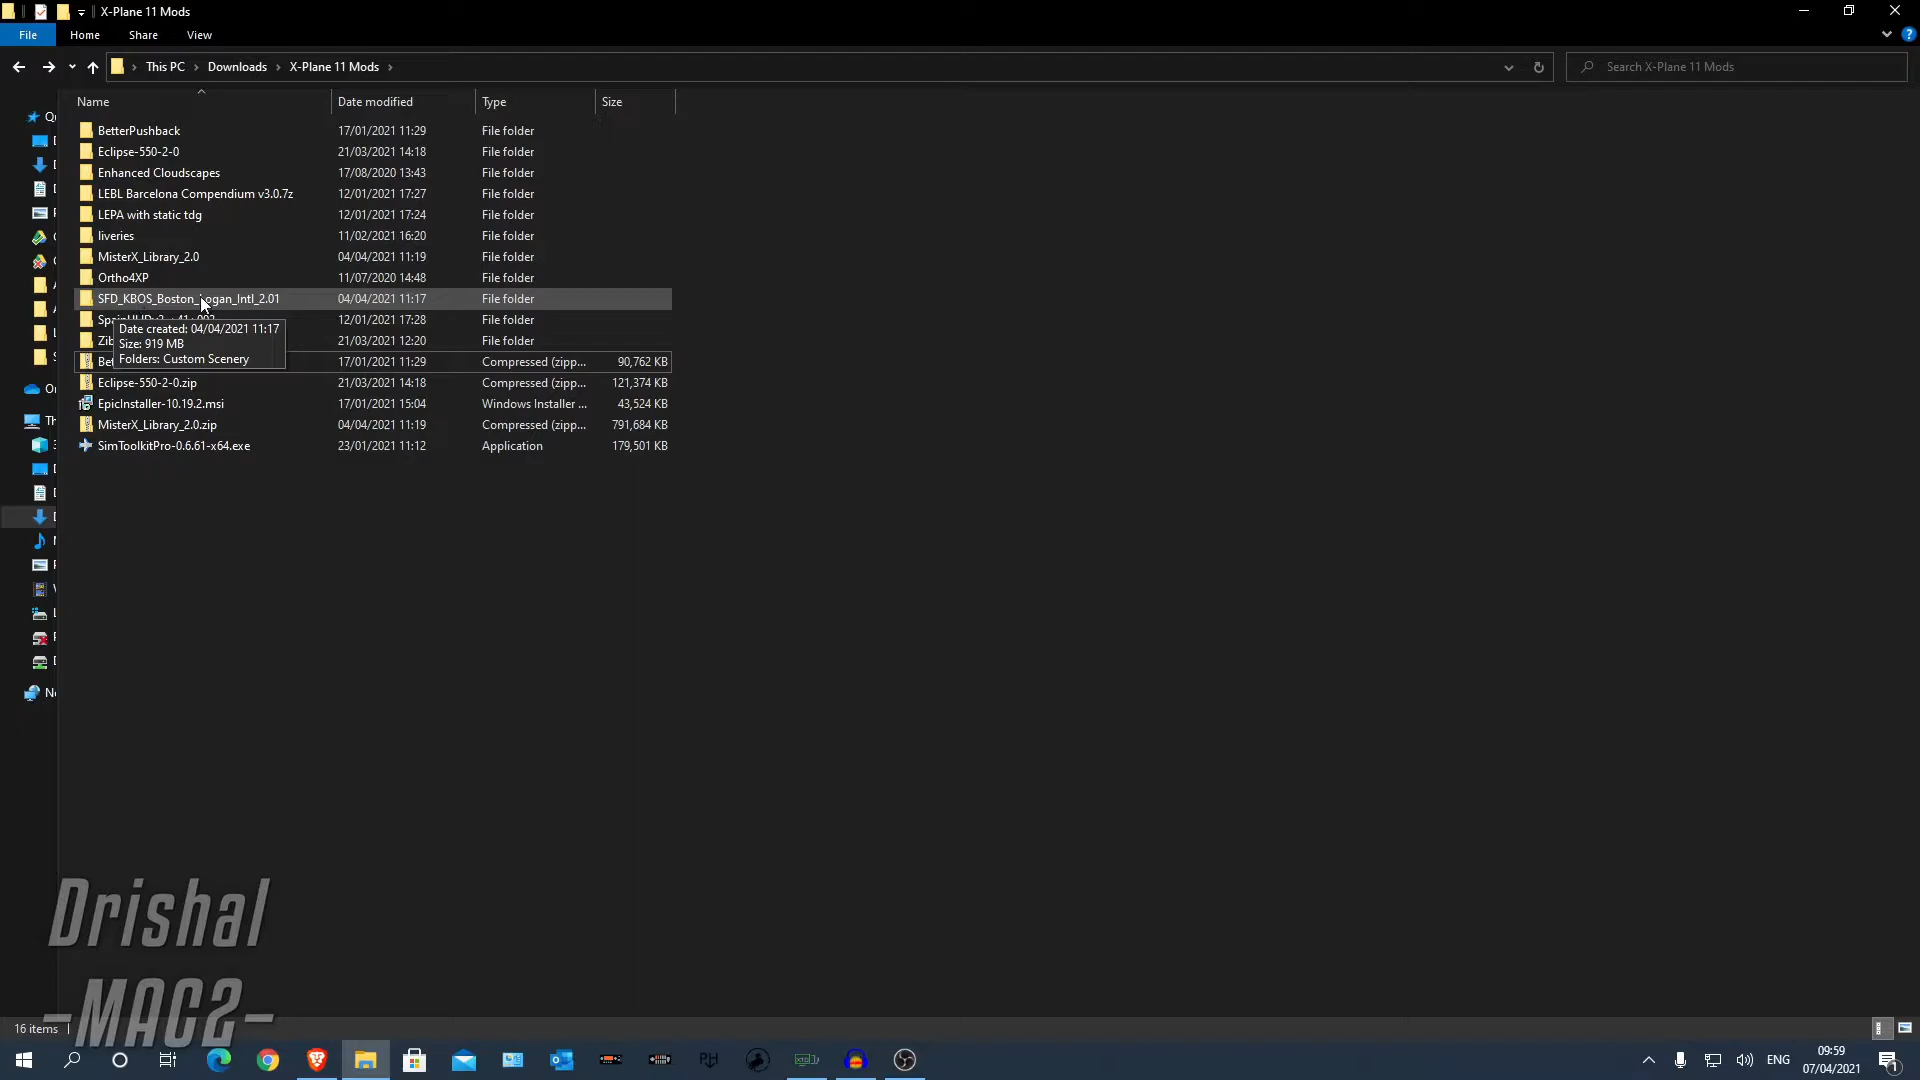 X-Plane 11 Mods
File Home Share View
This PC Downloads X-Plane 11 Mods Search X-Plane 11 Mods
Name Date modified Type Size
BetterPushback 17/01/2021 11:29 File folder
Eclipse-550-2-0 21/03/2021 14:18 File folder
Enhanced Cloudscapes 17/08/2020 13:43 File folder
LEBL Barcelona Compendium v3.0.7z 12/01/2021 17:27 File folder
LEPA with static tdg 12/01/2021 17:24 File folder
liveries 11/02/2021 16:20 File folder
MisterX_Library_2.0 04/04/2021 11:19 File folder
Ortho4XP 11/07/2020 14:48 File folder
SFD_KBOS_Boston_Logan_Intl_2.01 04/04/2021 11:17 File folder
12/01/2021 17:28 File folder
Date created: 04/04/2021 11:17
Zib 21/03/2021 12:20 File folder
Size: 919 MB
Folders: Custom Scenery
Bet 17/01/2021 11:29 Compressed (zipp... 90,762 KB
Eclipse-550-2-0.zip 21/03/2021 14:18 Compressed (zipp... 121,374 KB
EpicInstaller-10.19.2.msi 17/01/2021 15:04 Windows Installer ... 43,524 KB
MisterX_Library_2.0.zip 04/04/2021 11:19 Compressed (zipp... 791,684 KB
SimToolkitPro-0.6.61-x64.exe 23/01/2021 11:12 Application 179,501 KB
Drishal
-MAC2-
16 items
ENG
09:59
07/04/2021